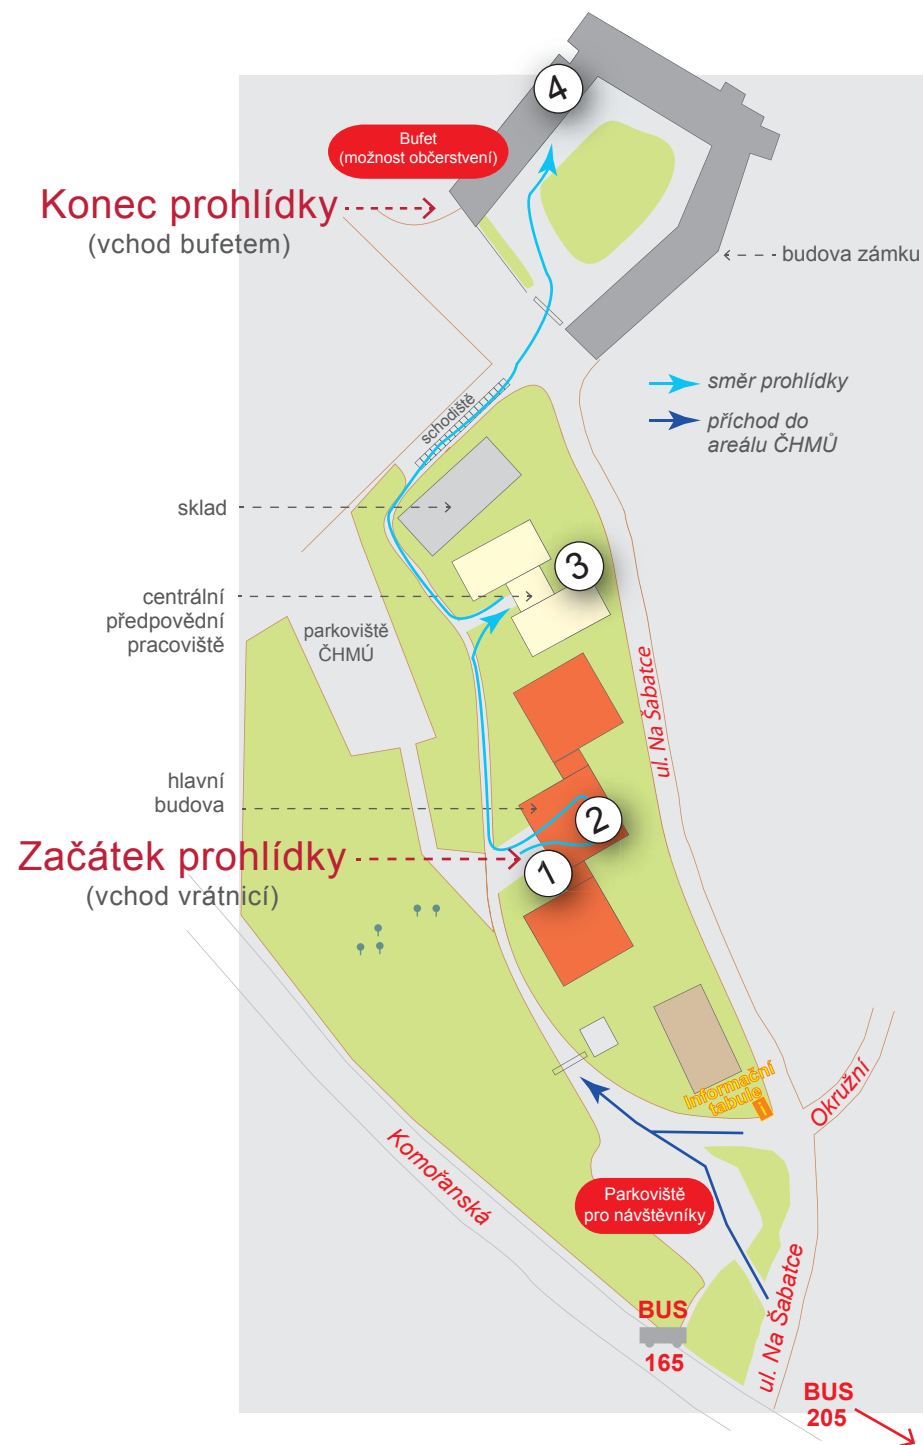 4
Bufet
(možnost občerstvení)
Konec prohlídky
(vchod bufetem)
budova zámku
směr prohlídky
příchod do
areálu ČHMÚ
schodiště
sklad
3
centrální
předpovědní
pracoviště
parkoviště
ČHMÚ
ul. Na Šabatce
hlavní
budova
2
Začátek prohlídky
(vchod vrátnicí)
1
Informační
tabule
i
Okružní
Komořanská
Parkoviště
pro návštěvníky
ul. Na Šabatce
BUS
165
BUS
205